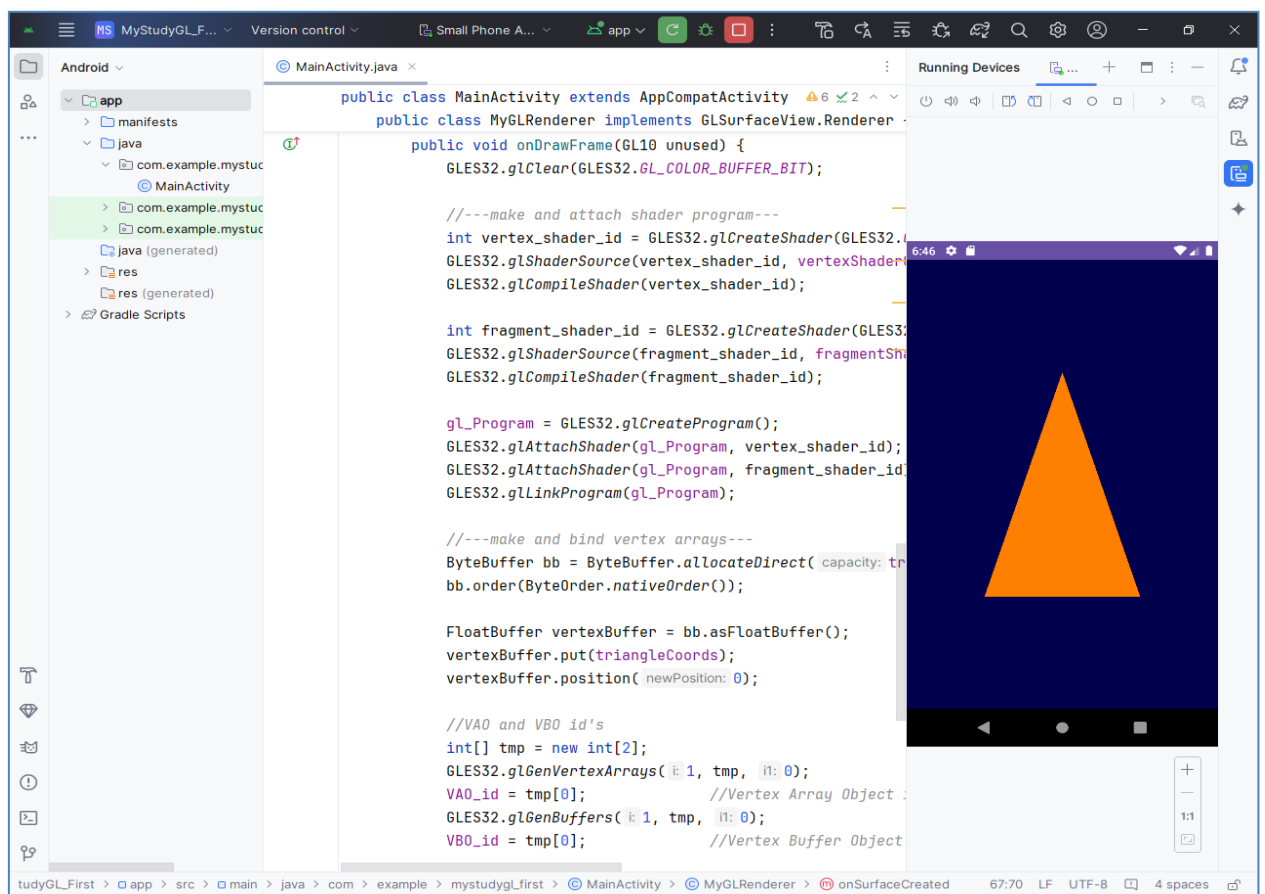 MS MyStudyGL_F... Version control Small Phone A... app
Android
app
manifests
java
com.example.mystuc
MainActivity
com.example.mystuc
com.example.mystuc
java (generated)
res
res (generated)
Gradle Scripts
MainActivity.java
6 2
public class MainActivity extends AppCompatActivity
public class MyGLRenderer implements GLSurfaceView.Renderer
public void onDrawFrame(GL10 unused) {
GLES32.glClear(GLES32.GL_COLOR_BUFFER_BIT);
//---make and attach shader program---
int vertex_shader_id = GLES32.glCreateShader(GLES32.
GLES32.glShaderSource(vertex_shader_id, vertexShader
GLES32.glCompileShader(vertex_shader_id);
int fragment_shader_id = GLES32.glCreateShader(GLES32
GLES32.glShaderSource(fragment_shader_id, fragmentSha
GLES32.glCompileShader(fragment_shader_id);
gl_Program = GLES32.glCreateProgram();
GLES32.glAttachShader(gl_Program, vertex_shader_id);
GLES32.glAttachShader(gl_Program, fragment_shader_id)
GLES32.glLinkProgram(gl_Program);
//---make and bind vertex arrays---
ByteBuffer bb = ByteBuffer.allocateDirect( capacity: tr
bb.order(ByteOrder.nativeOrder());
FloatBuffer vertexBuffer = bb.asFloatBuffer();
vertexBuffer.put(triangleCoords);
vertexBuffer.position( newPosition: 0);
//VAO and VBO id's
int[] tmp = new int[2];
GLES32.glGenVertexArrays( i: 1, tmp, i1: 0);
VAO_id = tmp[0]; //Vertex Array Object
GLES32.glGenBuffers( i: 1, tmp, i1: 0);
VBO_id = tmp[0]; //Vertex Buffer Object
Running Devices
6:46
1:1
tudyGL_First > app > src > main > java > com > example > mystudygl_first > MainActivity > MyGLRenderer > onSurfaceCreated 67:70 LF UTF-8 4 spaces